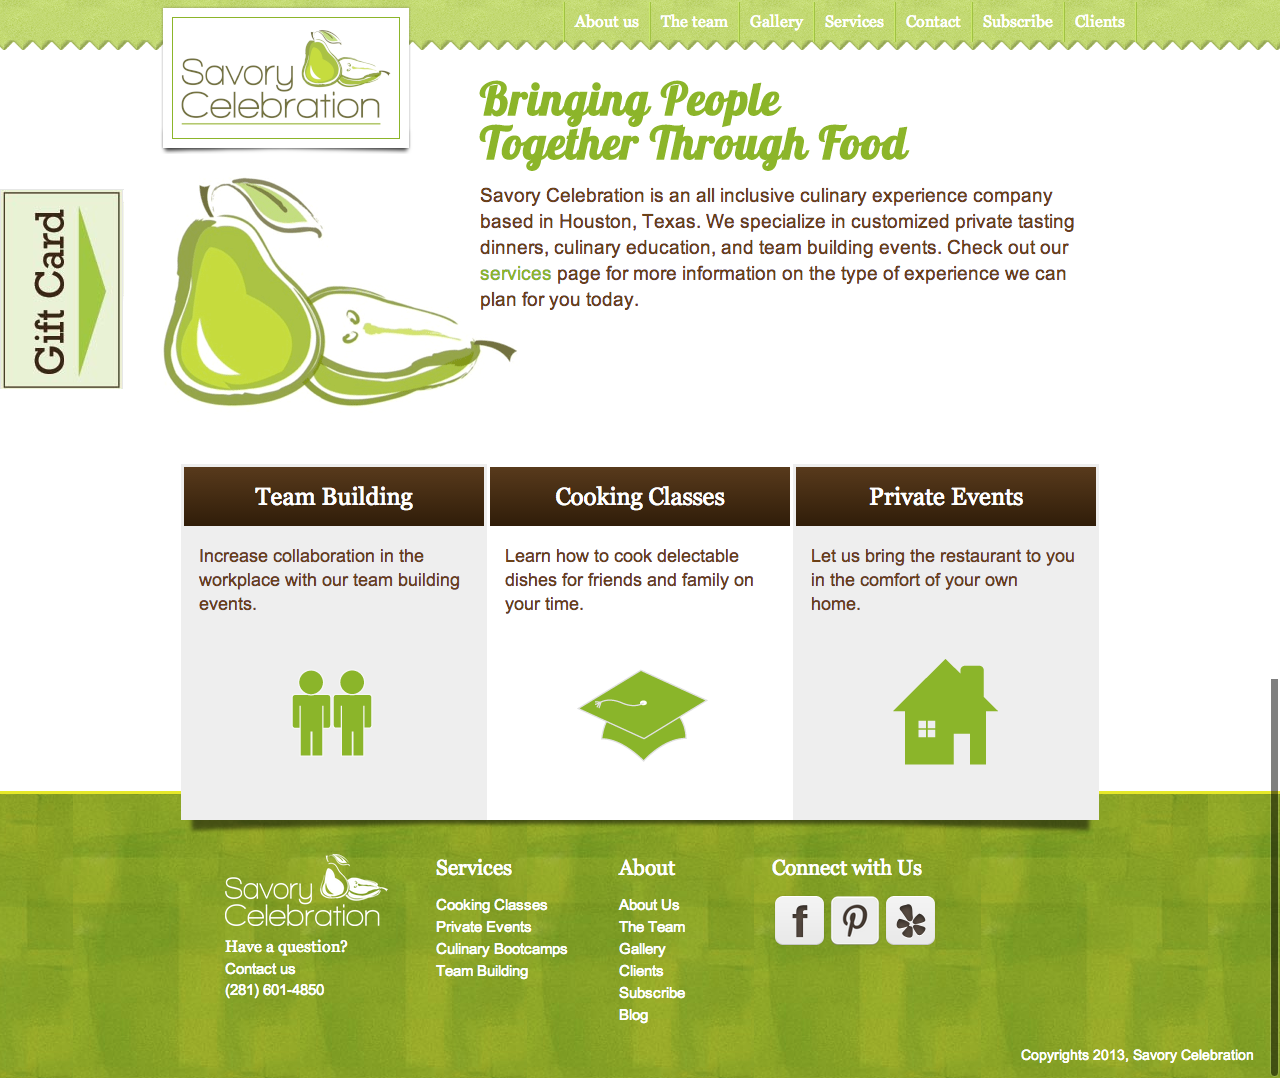 About us
The team
Gallery
Services
Contact
Subscribe
Clients
Savory
Celebration
Bringing People
Together Through Food
Gift Card
Savory Celebration is an all inclusive culinary experience company
based in Houston, Texas. We specialize in customized private tasting
dinners, culinary education, and team building events. Check out our
services page for more information on the type of experience we can
plan for you today.
Team Building
Increase collaboration in the
workplace with our team building
events.
Cooking Classes
Learn how to cook delectable
dishes for friends and family on
your time.
Private Events
Let us bring the restaurant to you
in the comfort of your own
home.
Savory
Celebration
Have a question?
Contact us
(281) 601-4850
Services
Cooking Classes
Private Events
Culinary Bootcamps
Team Building
About
About Us
The Team
Gallery
Clients
Subscribe
Blog
Connect with Us
Copyrights 2013, Savory Celebration